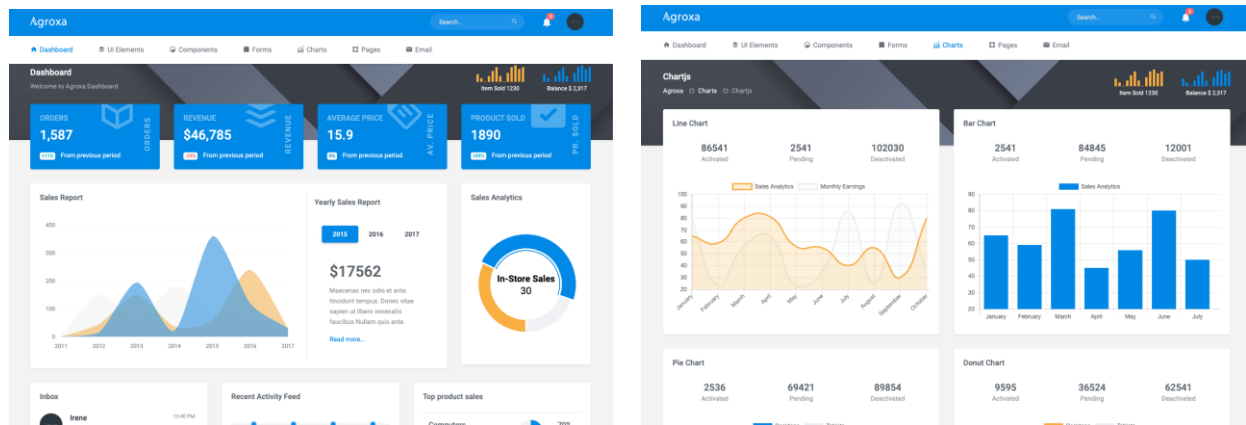 Agroxa
Search..
Dashboard
UI Elements
Components
Forms
Charts
Pages
Email
Dashboard
Welcome to Agroxa Dashboard
Item Sold 1230
Balance $ 2,317
ORDERS
1,587
From previous period
ORDERS
REVENUE
$46,785
From previous period
REVENUE
AVERAGE PRICE
15.9
From previous period
AV. PRICE
PRODUCT SOLD
1890
From previous period
PR. SOLD
Sales Report
400
300
200
100
0
2011 2012 2013 2014 2015 2016 2017
Yearly Sales Report
2015 2016 2017
$17562
Maecenas nec odio et ante
tincidunt tempus. Donec vitae
sapien ut libero venenatis
faucibus Nullam quis ante.
Read more...
Sales Analytics
In-Store Sales
30
Inbox
Irene
13:40 PM
Recent Activity Feed
Top product sales
Computers
70%
Agroxa
Search..
Dashboard
UI Elements
Components
Forms
Charts
Pages
Email
Chartjs
Agroxa Charts Chartjs
Item Sold 1230
Balance $ 2,317
Line Chart
86541 2541 102030
Activated Pending Deactivated
Sales Analytics Monthly Earnings
100
90
80
70
60
50
40
30
20
January February March April May June July August September October
Bar Chart
2541 84845 12001
Activated Pending Deactivated
Sales Analytics
90
80
70
60
50
40
30
20
January February March April May June July
Pie Chart
2536 69421 89854
Activated Pending Deactivated
Donut Chart
9595 36524 62541
Activated Pending Deactivated